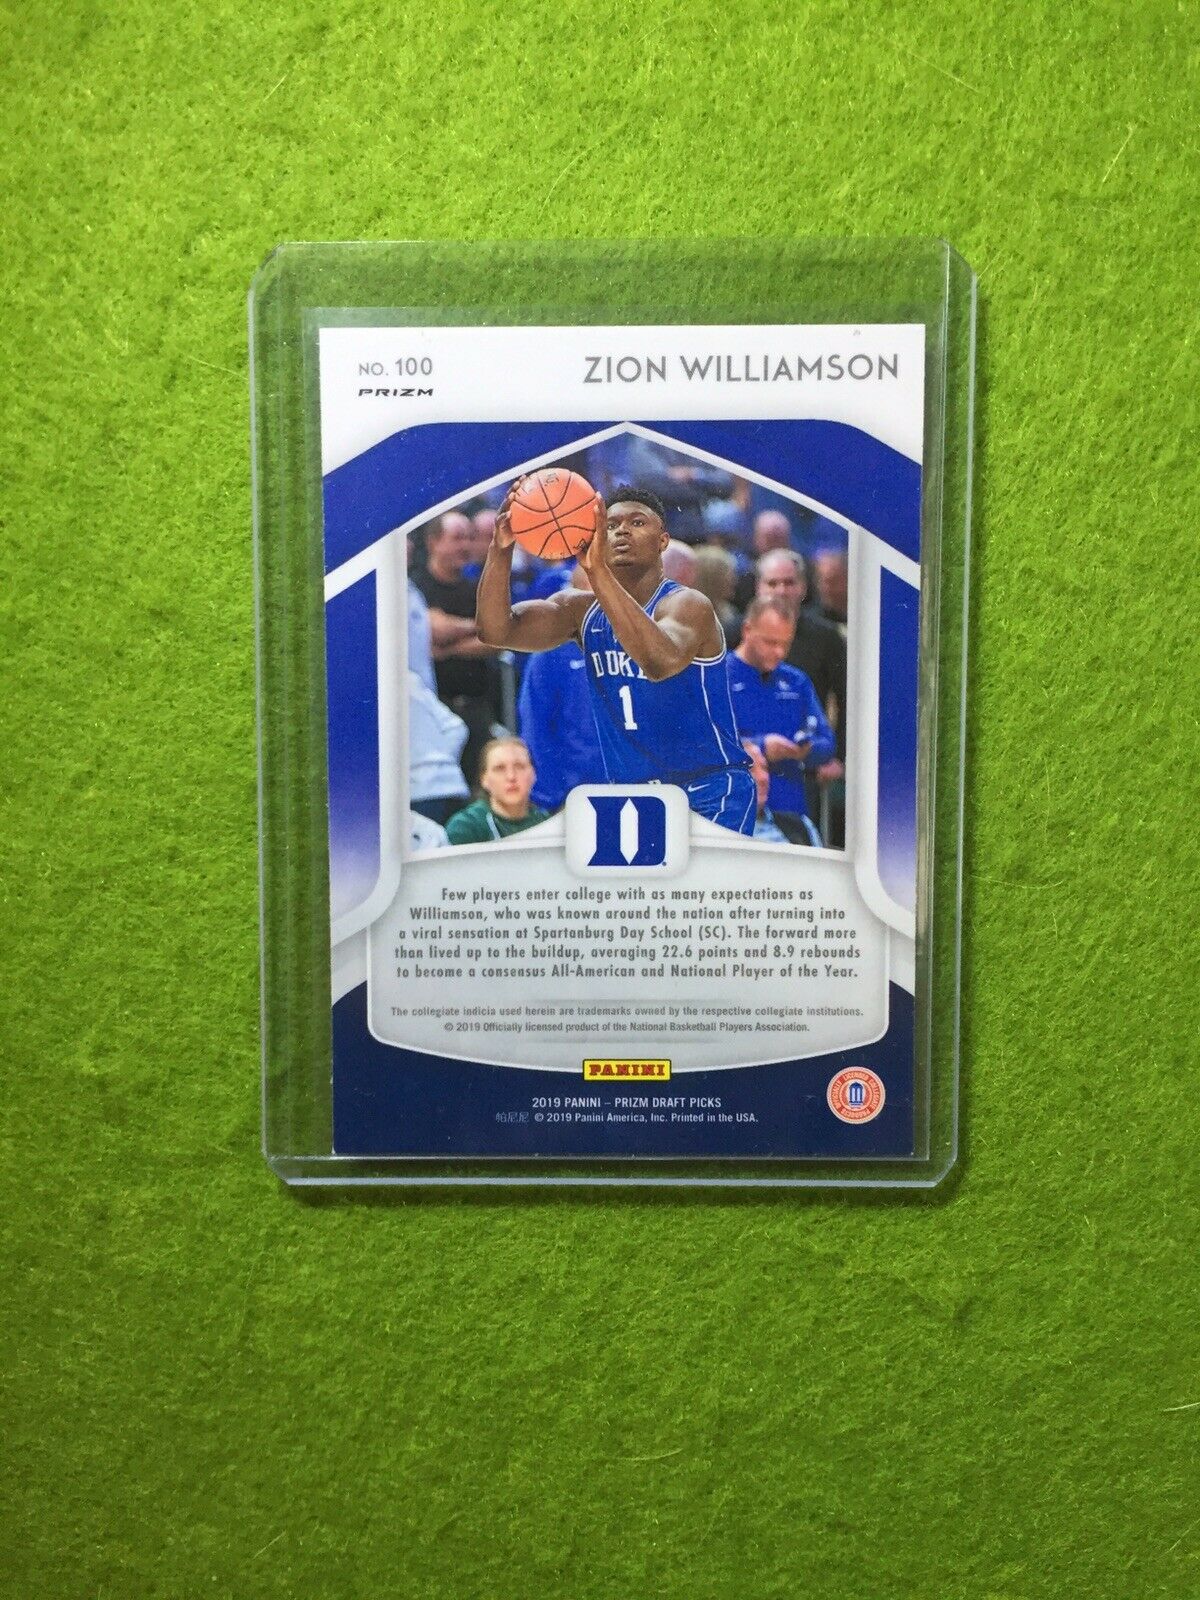 NO. 100
PRIZM
ZION WILLIAMSON
DUKE
1
D
Few players enter college with as many expectations as
Williamson, who was known around the nation after turning into
a viral sensation at Spartanburg Day School (SC). The forward more
than lived up to the buildup, averaging 22.6 points and 8.9 rebounds
to become a consensus All-American and National Player of the Year.
The collegiate indicia used herein are trademarks owned by the respective collegiate institutions.
© 2019 Officially licensed product of the National Basketball Players Association.
PANINI
2019 PANINI – PRIZM DRAFT PICKS
帕尼尼 © 2019 Panini America, Inc. Printed in the USA.
OFFICIALLY LICENSED COLLEGIATE PRODUCTS